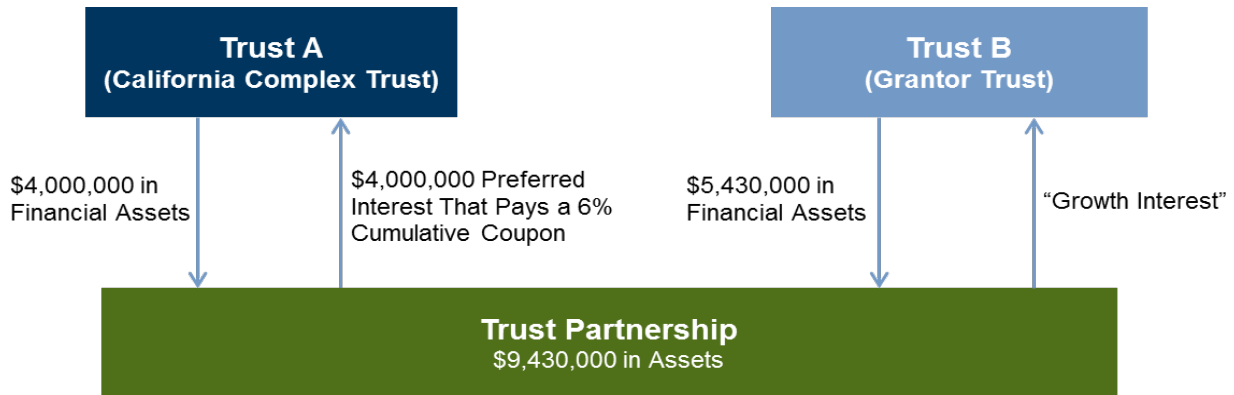 Trust A
(California Complex Trust)
Trust B
(Grantor Trust)
$4,000,000 in
Financial Assets
$4,000,000 Preferred
Interest That Pays a 6%
Cumulative Coupon
$5,430,000 in
Financial Assets
“Growth Interest”
Trust Partnership
$9,430,000 in Assets